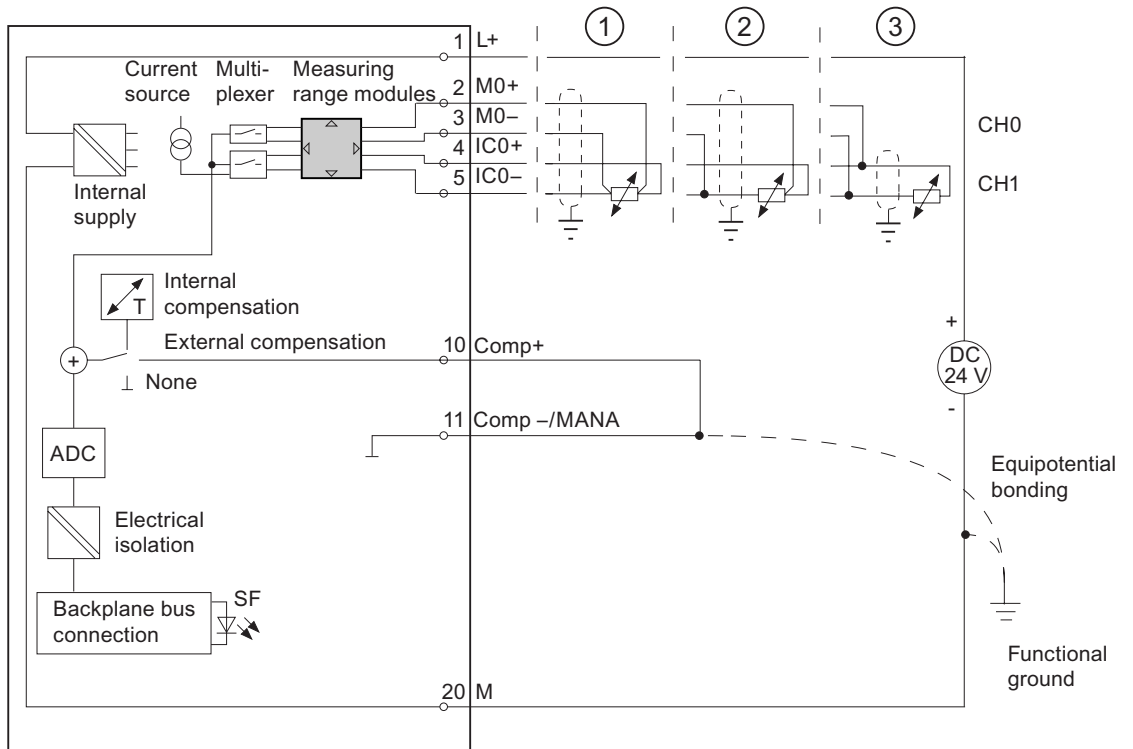 1 L+
① ② ③
Current
source
Multi-
plexer
Measuring
range modules
2 M0+
3 M0–
4 IC0+
5 IC0–
CH0
CH1
Internal
supply
Internal
compensation
T
External compensation
10 Comp+
+
None
11 Comp –/MANA
+
DC
24 V
-
ADC
Equipotential
bonding
Electrical
isolation
Backplane bus
connection
SF
Functional
ground
20 M